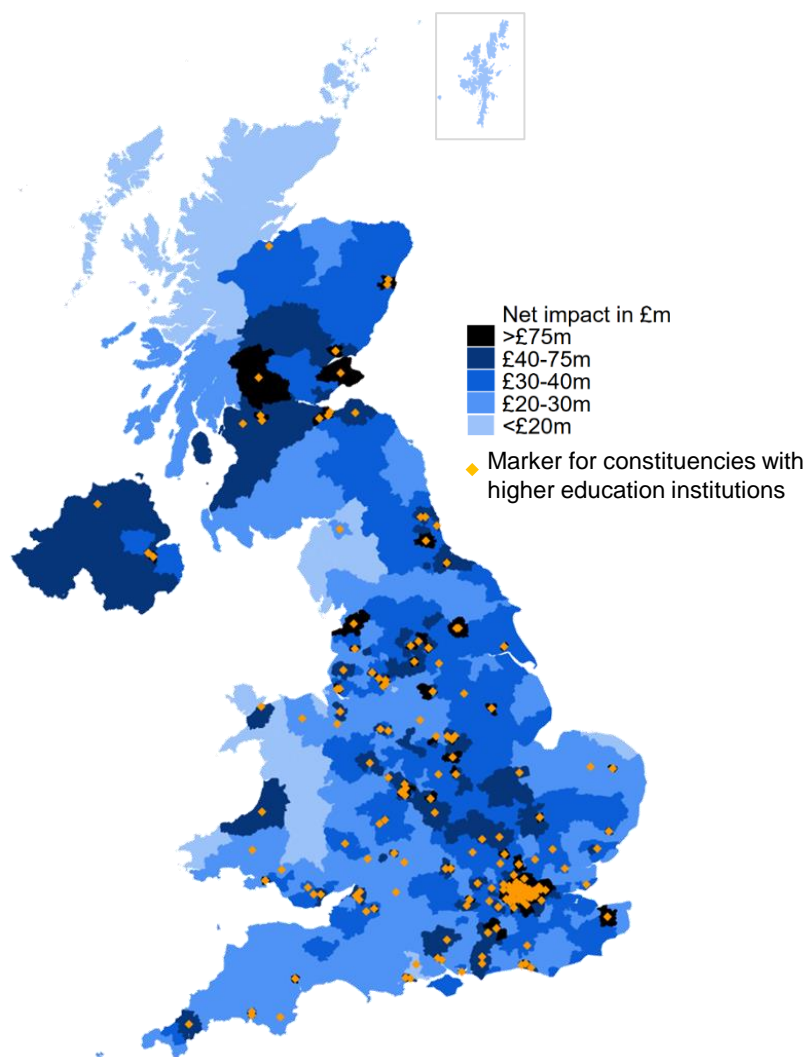 Net impact in £m
>£75m
£40-75m
£30-40m
£20-30m
<£20m
Marker for constituencies with
higher education institutions